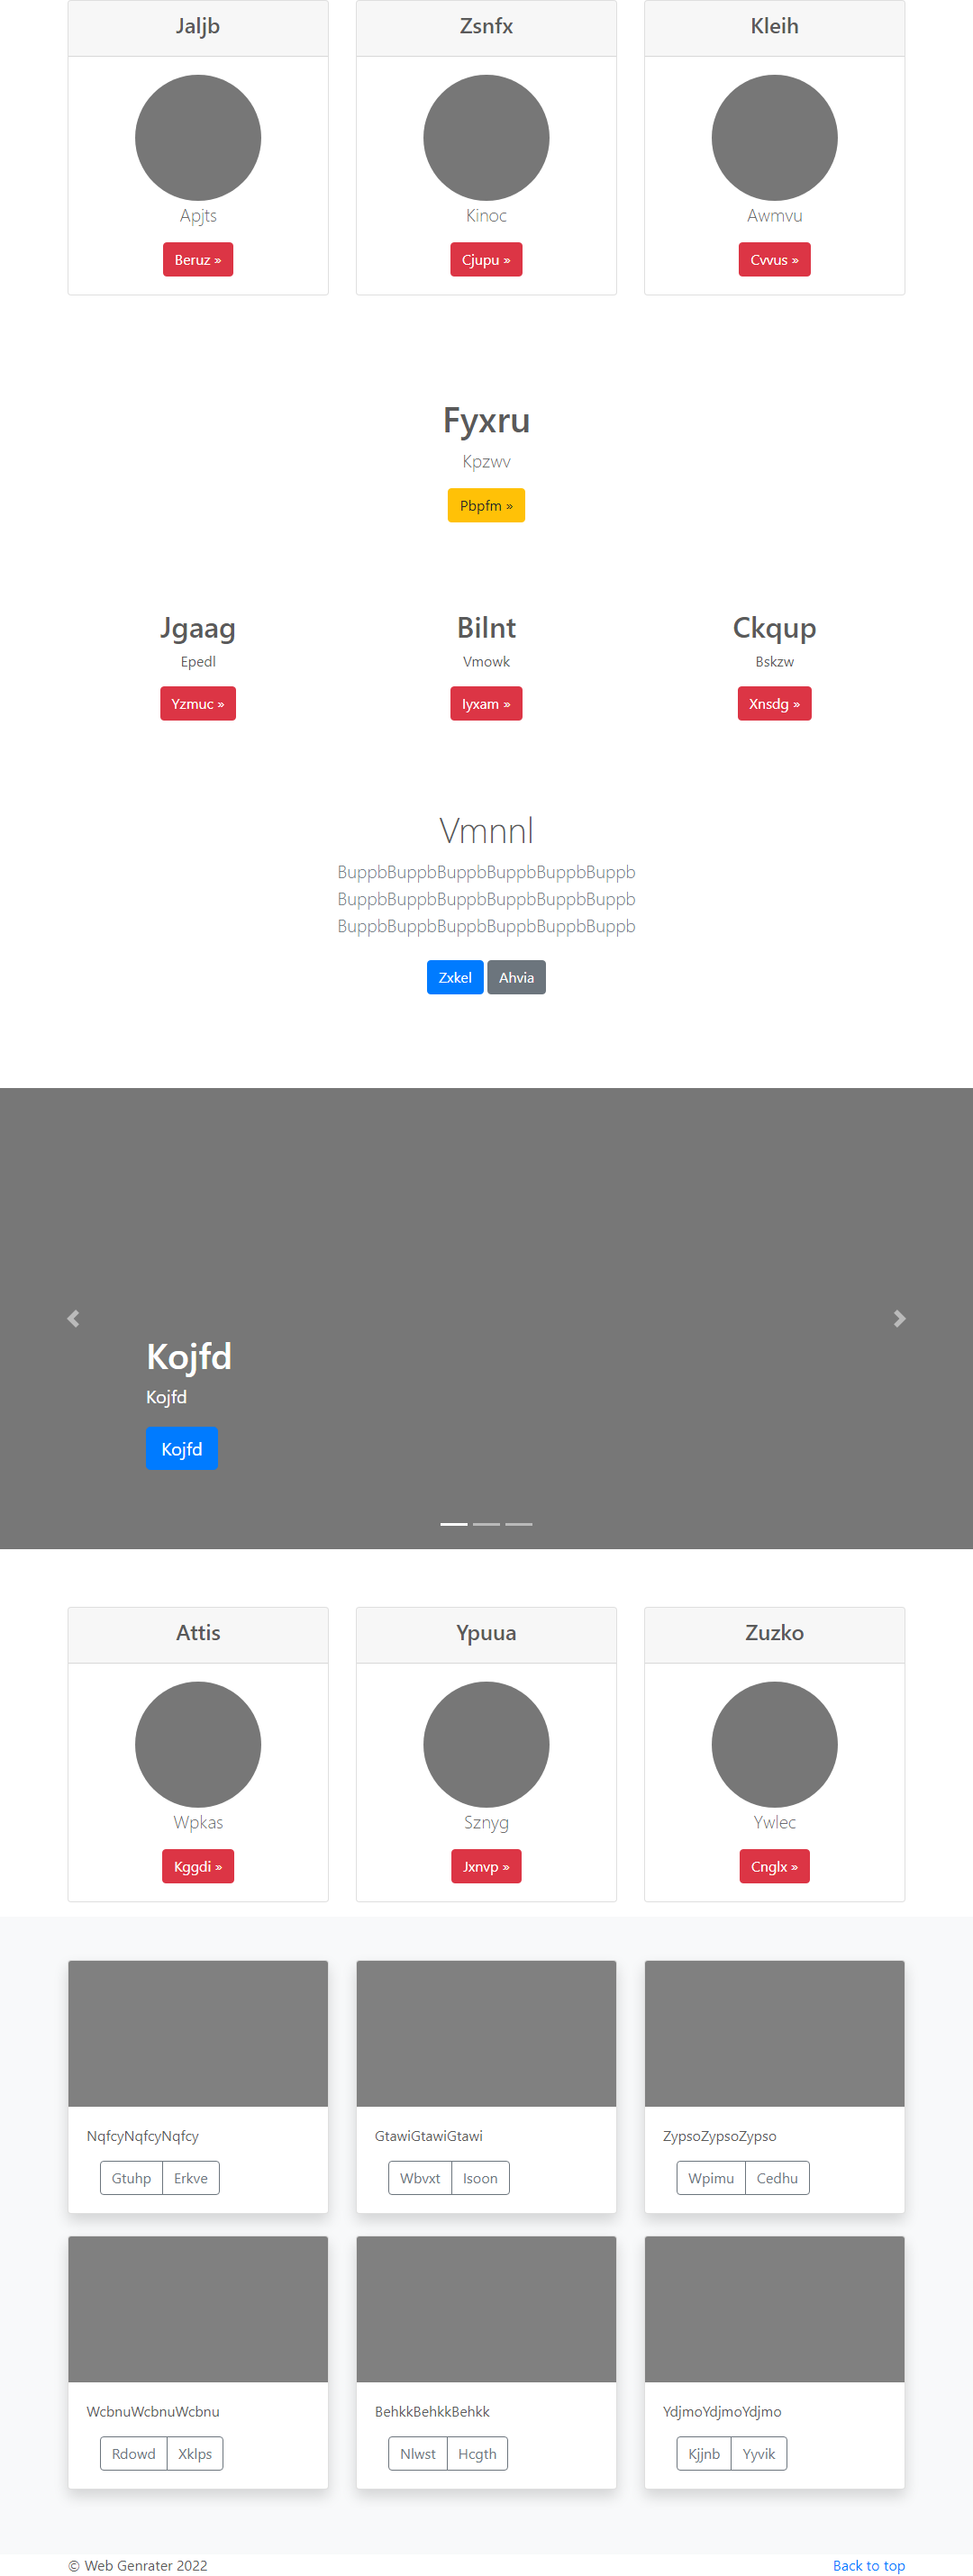 Jaljb
Zsnfx
Kleih
Apjts
Kinoc
Awmvu
Beruz »
Cjupu »
Cvvus »
Fyxru
Kpzwv
Pbpfm »
Jgaag
Bilnt
Ckqup
Epedl
Vmowk
Bskzw
Yzmuc »
Iyxam »
Xnsdg »
Vmnnl
BuppbBuppbBuppbBuppbBuppbBuppb
BuppbBuppbBuppbBuppbBuppbBuppb
BuppbBuppbBuppbBuppbBuppbBuppb
Zxkel Ahvia
Kojfd
Kojfd
Kojfd
Attis
Ypuua
Zuzko
Wpkas
Sznyg
Ywlec
Kggdi »
Jxnvp »
Cnglx »
NqfcyNqfcyNqfcy
GtawiGtawiGtawi
ZypsoZypsoZypso
Gtuhp Erkve
Wbvxt Isoon
Wpimu Cedhu
WcbnuWcbnuWcbnu
BehkkBehkkBehkk
YdjmoYdjmoYdjmo
Rdowd Xklps
Nlwst Hcgth
Kjjnb Yyvik
© Web Genrater 2022
Back to top